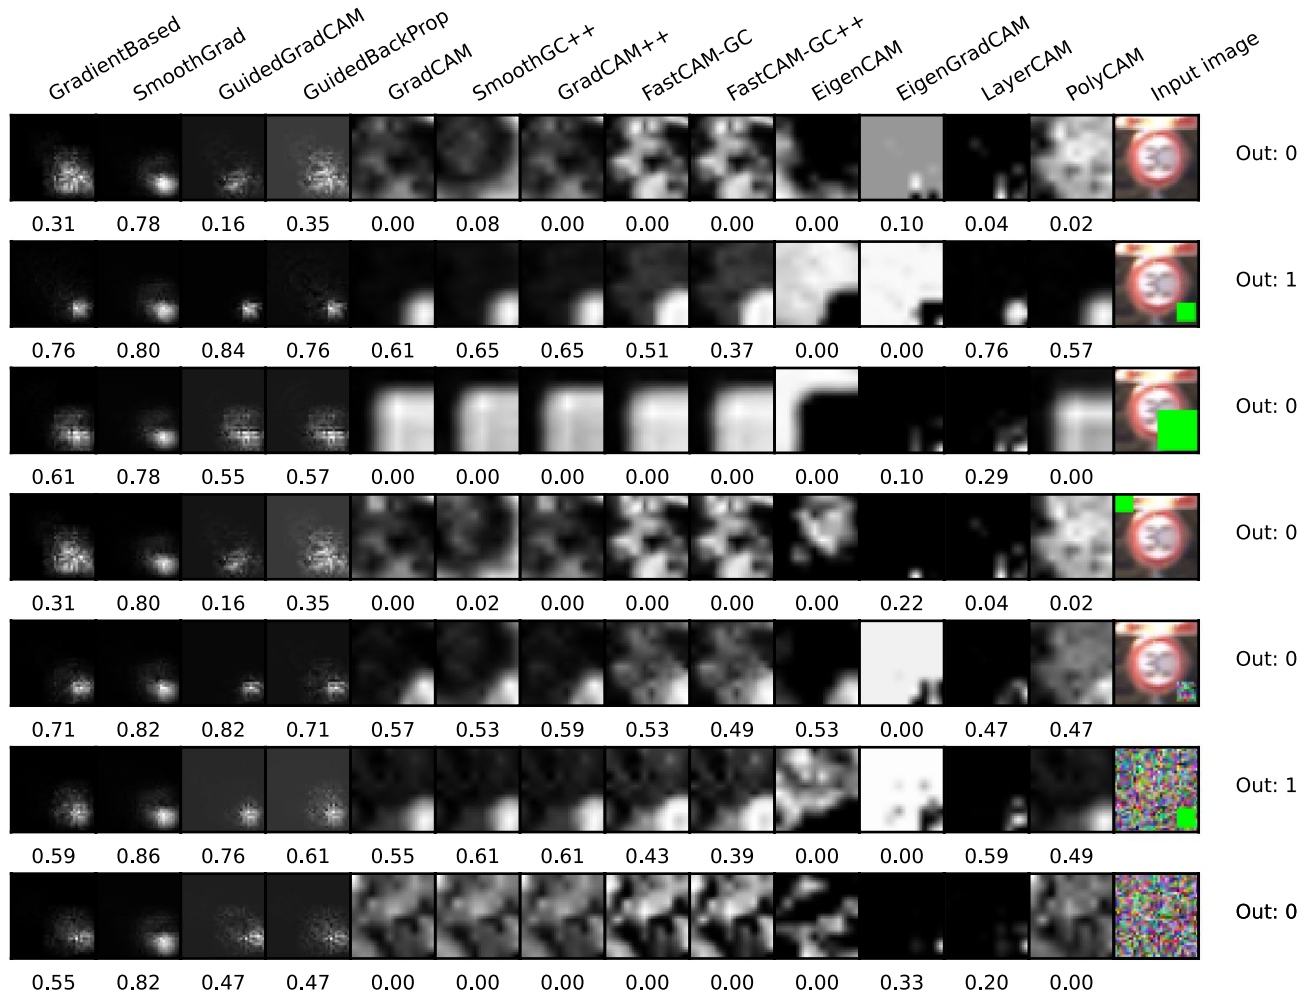 GradientBased SmoothGrad GuidedGradCAM GuidedBackProp GradCAM SmoothGC++ GradCAM++ FastCAM-GC FastCAM-GC++ EigenCAM EigenGradCAM LayerCAM PolyCAM Input image
Out: 0
0.31 0.78 0.16 0.35 0.00 0.08 0.00 0.00 0.00 0.00 0.10 0.04 0.02
Out: 1
0.76 0.80 0.84 0.76 0.61 0.65 0.65 0.51 0.37 0.00 0.00 0.76 0.57
Out: 0
0.61 0.78 0.55 0.57 0.00 0.00 0.00 0.00 0.00 0.00 0.10 0.29 0.00
Out: 0
0.31 0.80 0.16 0.35 0.00 0.02 0.00 0.00 0.00 0.00 0.22 0.04 0.02
Out: 0
0.71 0.82 0.82 0.71 0.57 0.53 0.59 0.53 0.49 0.53 0.00 0.47 0.47
Out: 1
0.59 0.86 0.76 0.61 0.55 0.61 0.61 0.43 0.39 0.00 0.00 0.59 0.49
Out: 0
0.55 0.82 0.47 0.47 0.00 0.00 0.00 0.00 0.00 0.00 0.33 0.20 0.00